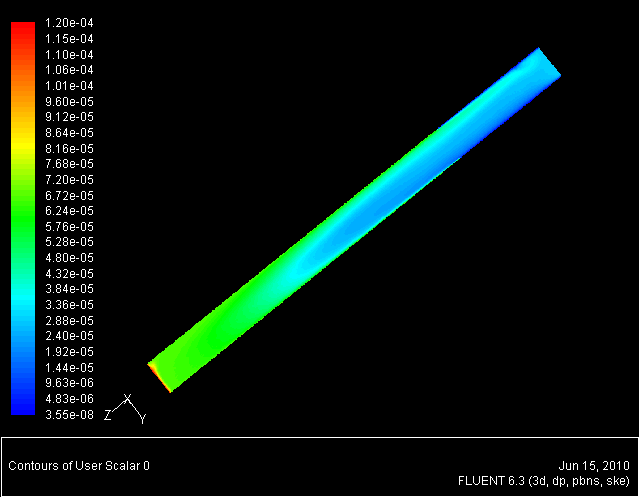 1.20e-04
1.15e-04
1.10e-04
1.06e-04
1.01e-04
9.60e-05
9.12e-05
8.64e-05
8.16e-05
7.68e-05
7.20e-05
6.72e-05
6.24e-05
5.76e-05
5.28e-05
4.80e-05
4.32e-05
3.84e-05
3.36e-05
2.88e-05
2.40e-05
1.92e-05
1.44e-05
9.63e-06
4.83e-06
3.55e-08
X
Z
Y
Contours of User Scalar 0
Jun 15, 2010
FLUENT 6.3 (3d, dp, pbns, ske)